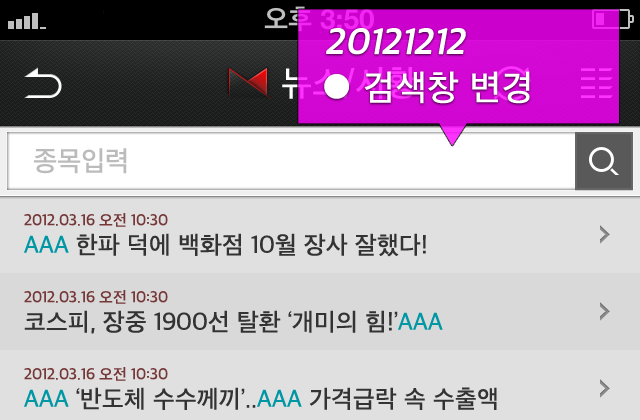 오후 3:50
20121212
검색창 변경
뉴스/시황
종목입력
2012.03.16 오전 10:30
AAA 한파 덕에 백화점 10월 장사 잘했다!
2012.03.16 오전 10:30
코스피, 장중 1900선 탈환 ‘개미의 힘!’AAA
2012.03.16 오전 10:30
AAA ‘반도체 수수께끼’..AAA 가격급락 속 수출액